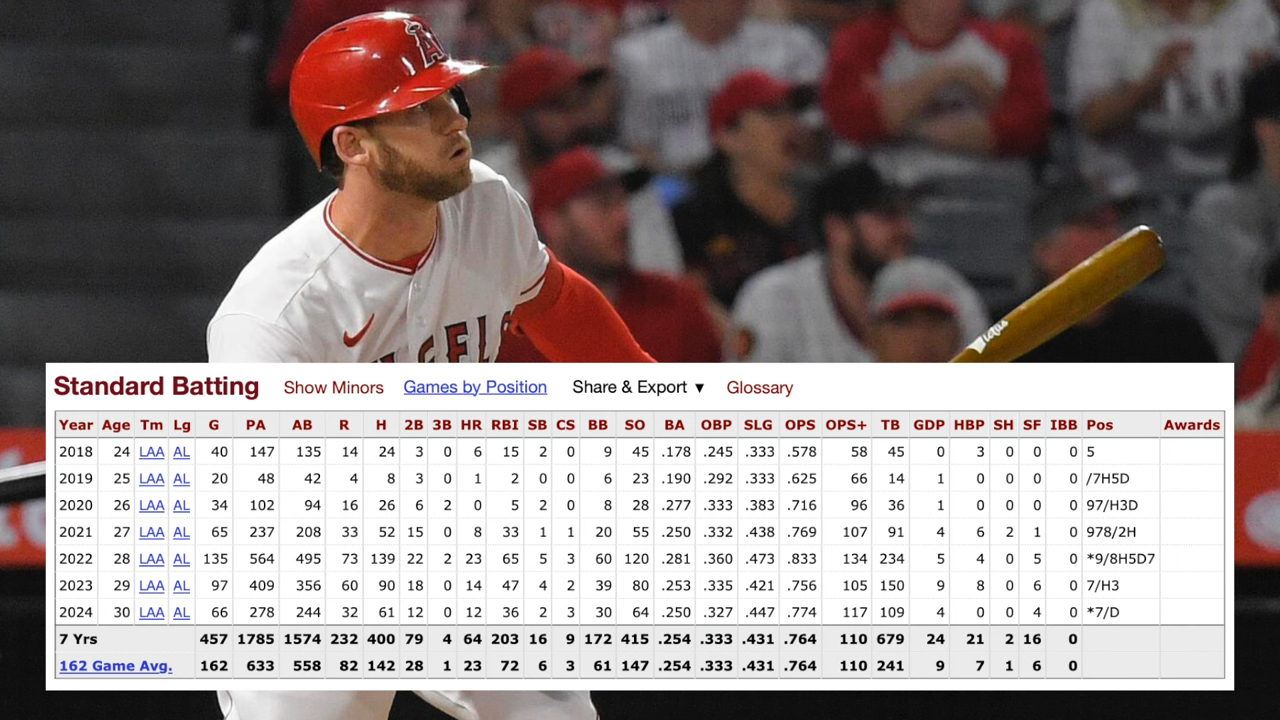 A
ANGELS
Standard Batting Show Minors Games by Position Share & Export ▼ Glossary
Year Age Tm Lg G PA AB R H 2B 3B HR RBI SB CS BB SO BA OBP SLG OPS OPS+ TB GDP HBP SH SF IBB Pos Awards
2018 24 LAA AL 40 147 135 14 24 3 0 6 15 2 0 9 45 .178 .245 .333 .578 58 45 0 3 0 0 0 5
2019 25 LAA AL 20 48 42 4 8 3 0 1 2 0 0 6 23 .190 .292 .333 .625 66 14 1 0 0 0 0 /7H5D
2020 26 LAA AL 34 102 94 16 26 6 2 0 5 2 0 8 28 .277 .333 .383 .716 96 36 1 0 0 0 0 97/H3D
2021 27 LAA AL 65 237 208 33 52 15 0 8 33 1 1 20 55 .250 .332 .438 .769 107 91 4 6 2 1 0 978/2H
2022 28 LAA AL 135 564 495 73 139 22 2 23 65 5 3 60 120 .281 .360 .473 .833 134 234 5 4 0 5 0 *9/8H5D7
2023 29 LAA AL 97 409 356 60 90 18 0 14 47 4 2 39 80 .253 .335 .421 .756 105 150 9 8 0 6 0 7/H3
2024 30 LAA AL 66 278 244 32 61 12 0 12 36 2 3 30 64 .250 .327 .447 .774 117 109 4 0 0 4 0 *7/D
7 Yrs 457 1785 1574 232 400 79 4 64 203 16 9 172 415 .254 .333 .431 .764 110 679 24 21 2 16 0
162 Game Avg. 162 633 558 82 142 28 1 23 72 6 3 61 147 .254 .333 .431 .764 110 241 9 7 1 6 0